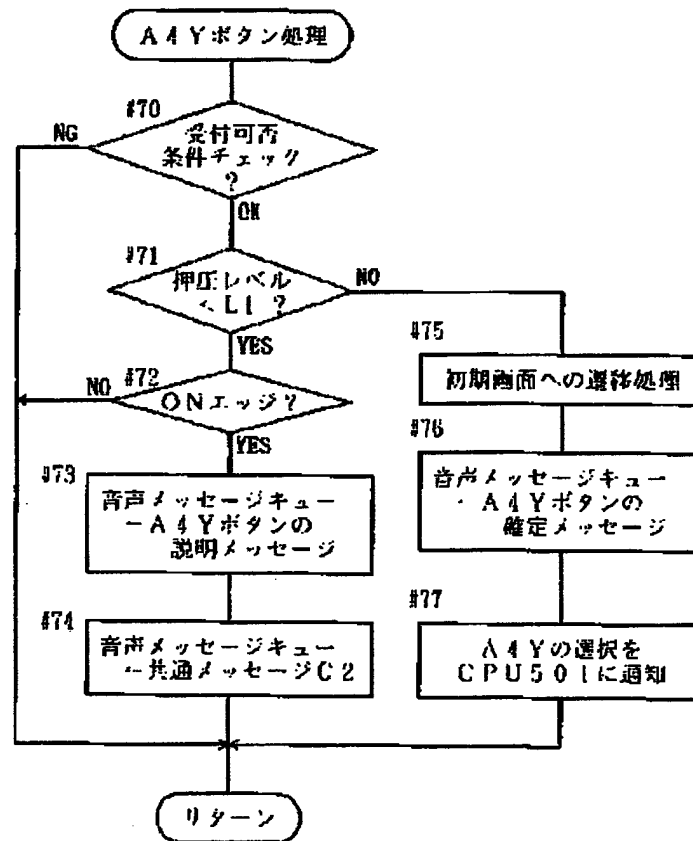 A4Yボタン処理
#70
NG
受付可否
条件チェック
?
OK
#71
押圧レベル
<L1?
NO
YES
#75
初期画面への遷移処理
#72
NO
ONエッジ?
YES
#76
音声メッセージキュー
←A4Yボタンの
確定メッセージ
#73
音声メッセージキュー
←A4Yボタンの
説明メッセージ
#77
A4Yの選択を
CPU501に通知
#74
音声メッセージキュー
←共通メッセージC2
リターン